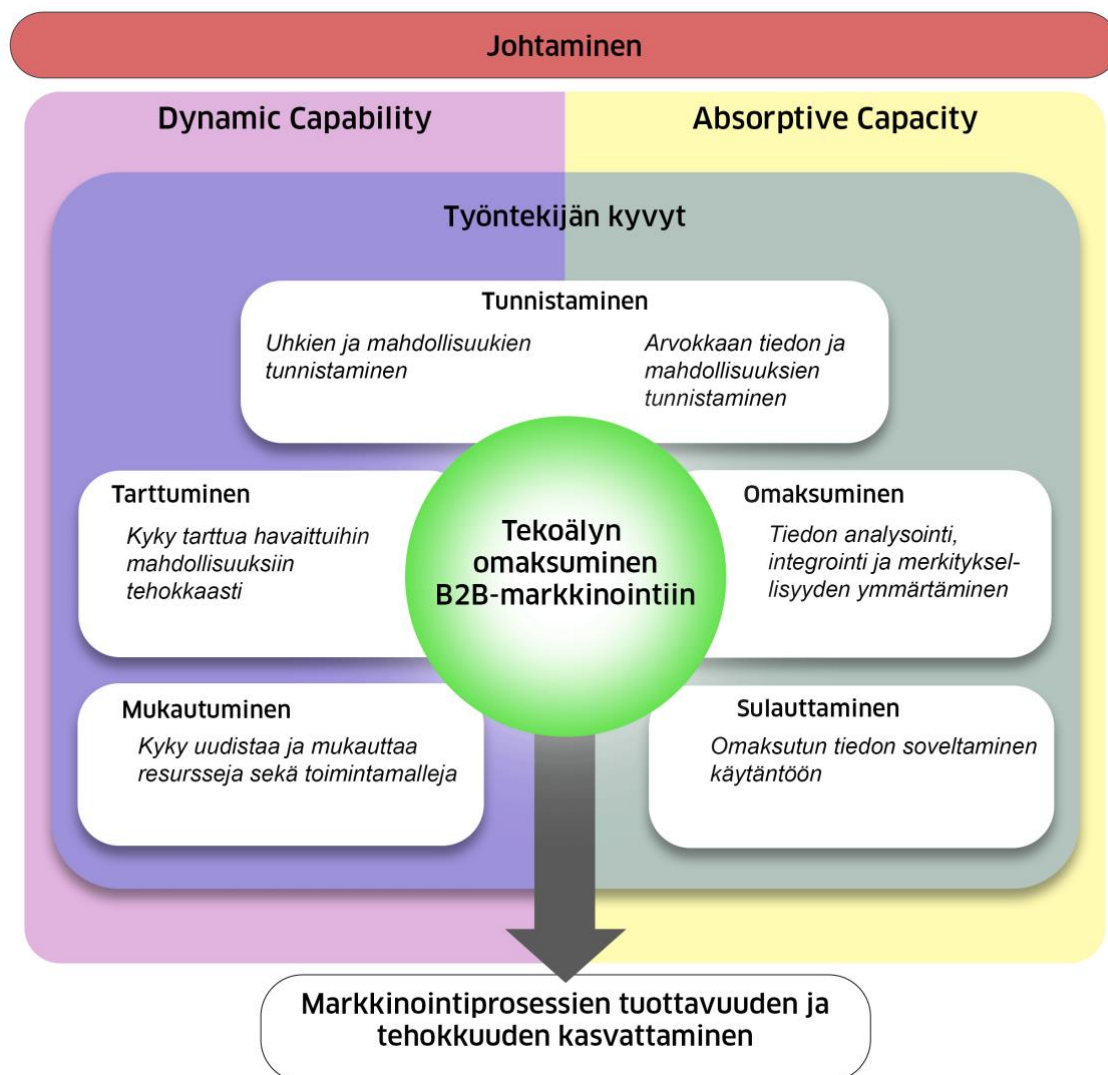 Johtaminen
Dynamic Capability
Absorptive Capacity
Työntekijän kyvyt
Tunnistaminen
Uhkien ja mahdollisuukien
tunnistaminen
Arvokkaan tiedon ja
mahdollisuuksien
tunnistaminen
Tarttuminen
Kyky tarttua havaittuihin
mahdollisuuksiin
tehokkaasti
Tekoälyn
omaksuminen
B2B-markkinointiin
Omaksuminen
Tiedon analysointi,
integrointi ja merkityksel-
lisyyden ymmärtäminen
Mukautuminen
Kyky uudistaa ja mukauttaa
resursseja sekä toimintamalleja
Sulauttaminen
Omaksutun tiedon soveltaminen
käytäntöön
Markkinointiprosessien tuottavuuden ja
tehokkuuden kasvattaminen